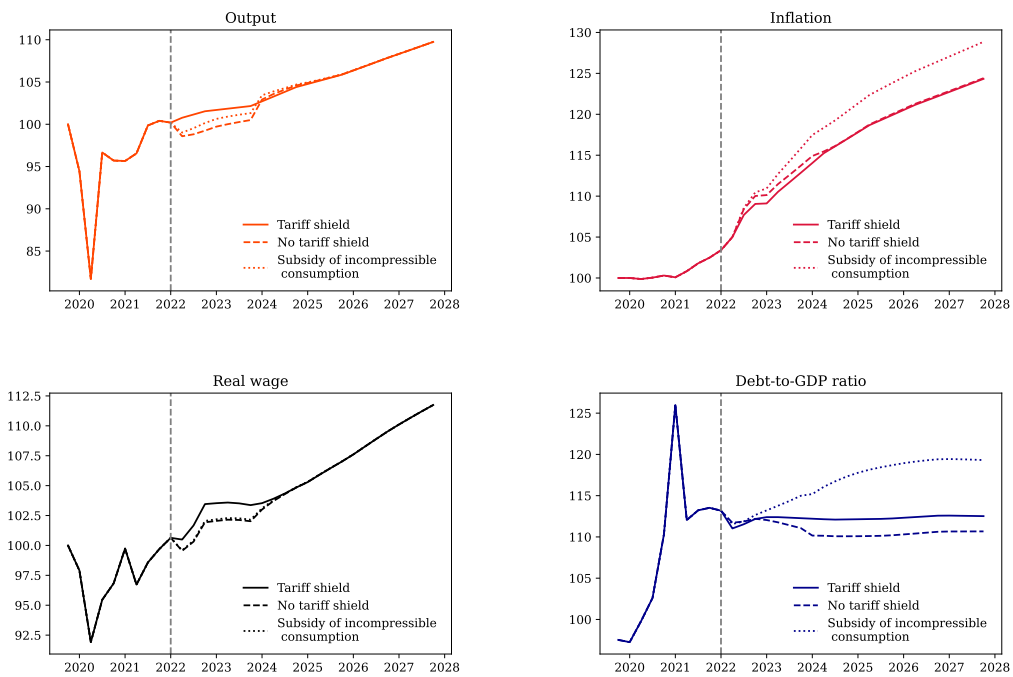 Output
110
105
100
95
90
85
2020 2021 2022 2023 2024 2025 2026 2027 2028
Tariff shield
No tariff shield
Subsidy of incompressible
consumption
Inflation
130
125
120
115
110
105
100
2020 2021 2022 2023 2024 2025 2026 2027 2028
Tariff shield
No tariff shield
Subsidy of incompressible
consumption
Real wage
112.5
110.0
107.5
105.0
102.5
100.0
97.5
95.0
92.5
2020 2021 2022 2023 2024 2025 2026 2027 2028
Tariff shield
No tariff shield
Subsidy of incompressible
consumption
Debt-to-GDP ratio
125
120
115
110
105
100
2020 2021 2022 2023 2024 2025 2026 2027 2028
Tariff shield
No tariff shield
Subsidy of incompressible
consumption